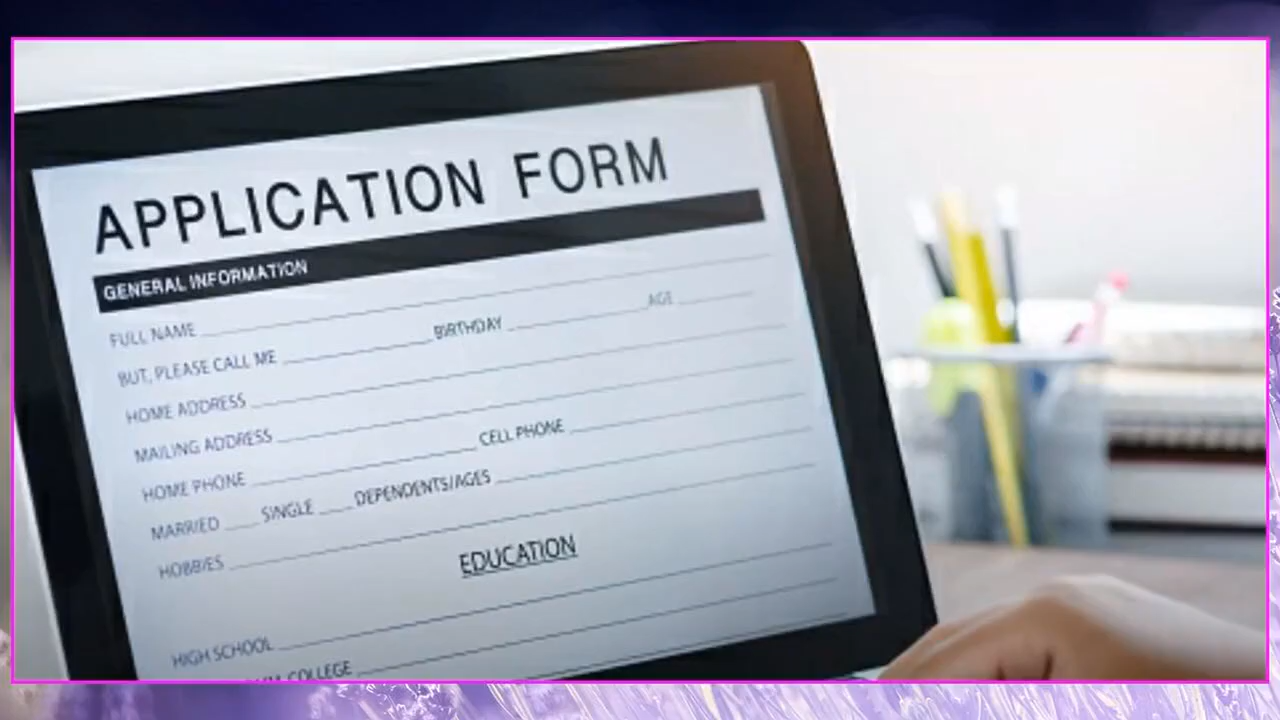 APPLICATION FORM
GENERAL INFORMATION
FULL NAME
BUT, PLEASE CALL ME BIRTHDAY AGE
HOME ADDRESS
MAILING ADDRESS
HOME PHONE CELL PHONE
MARRIED SINGLE DEPENDENTS/AGES
HOBBIES
EDUCATION
HIGH SCHOOL
COLLEGE